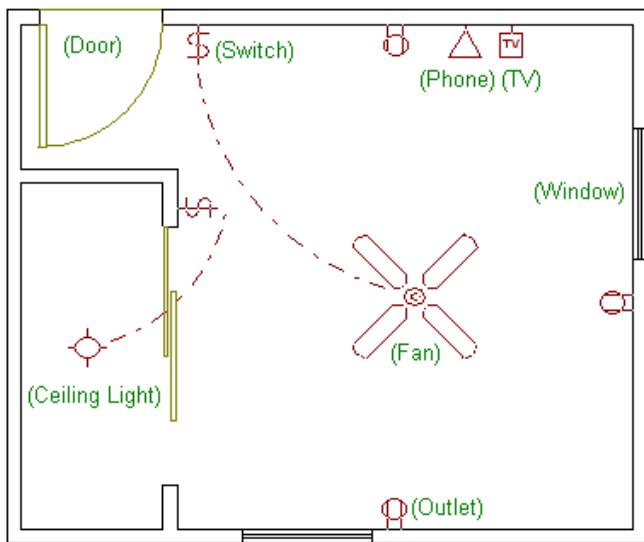 (Door)
(Switch)
TV
(Phone) (TV)
(Window)
(Fan)
(Ceiling Light)
(Outlet)